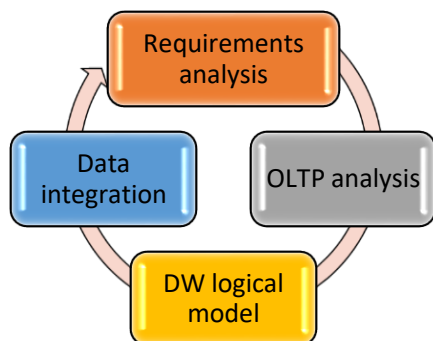 Requirements
analysis
OLTP analysis
DW logical
model
Data
integration